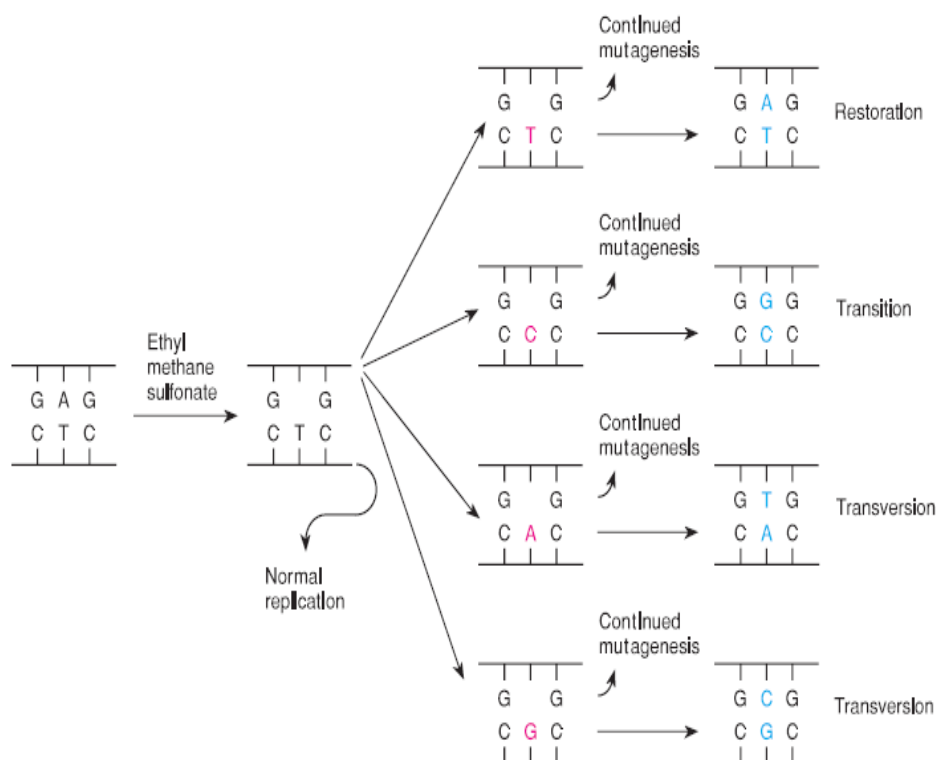 Continued
mutagenesis
G G
C T C
G A G
C T C
Restoration
Continued
mutagenesis
G G
C C C
G G G
C C C
Transition
Ethyl
methane
sulfonate
G A G
C T C
G G
C T C
Normal
replication
Continued
mutagenesis
G G
C A C
G T G
C A C
Transversion
Continued
mutagenesis
G G
C G C
G C G
C G C
Transversion